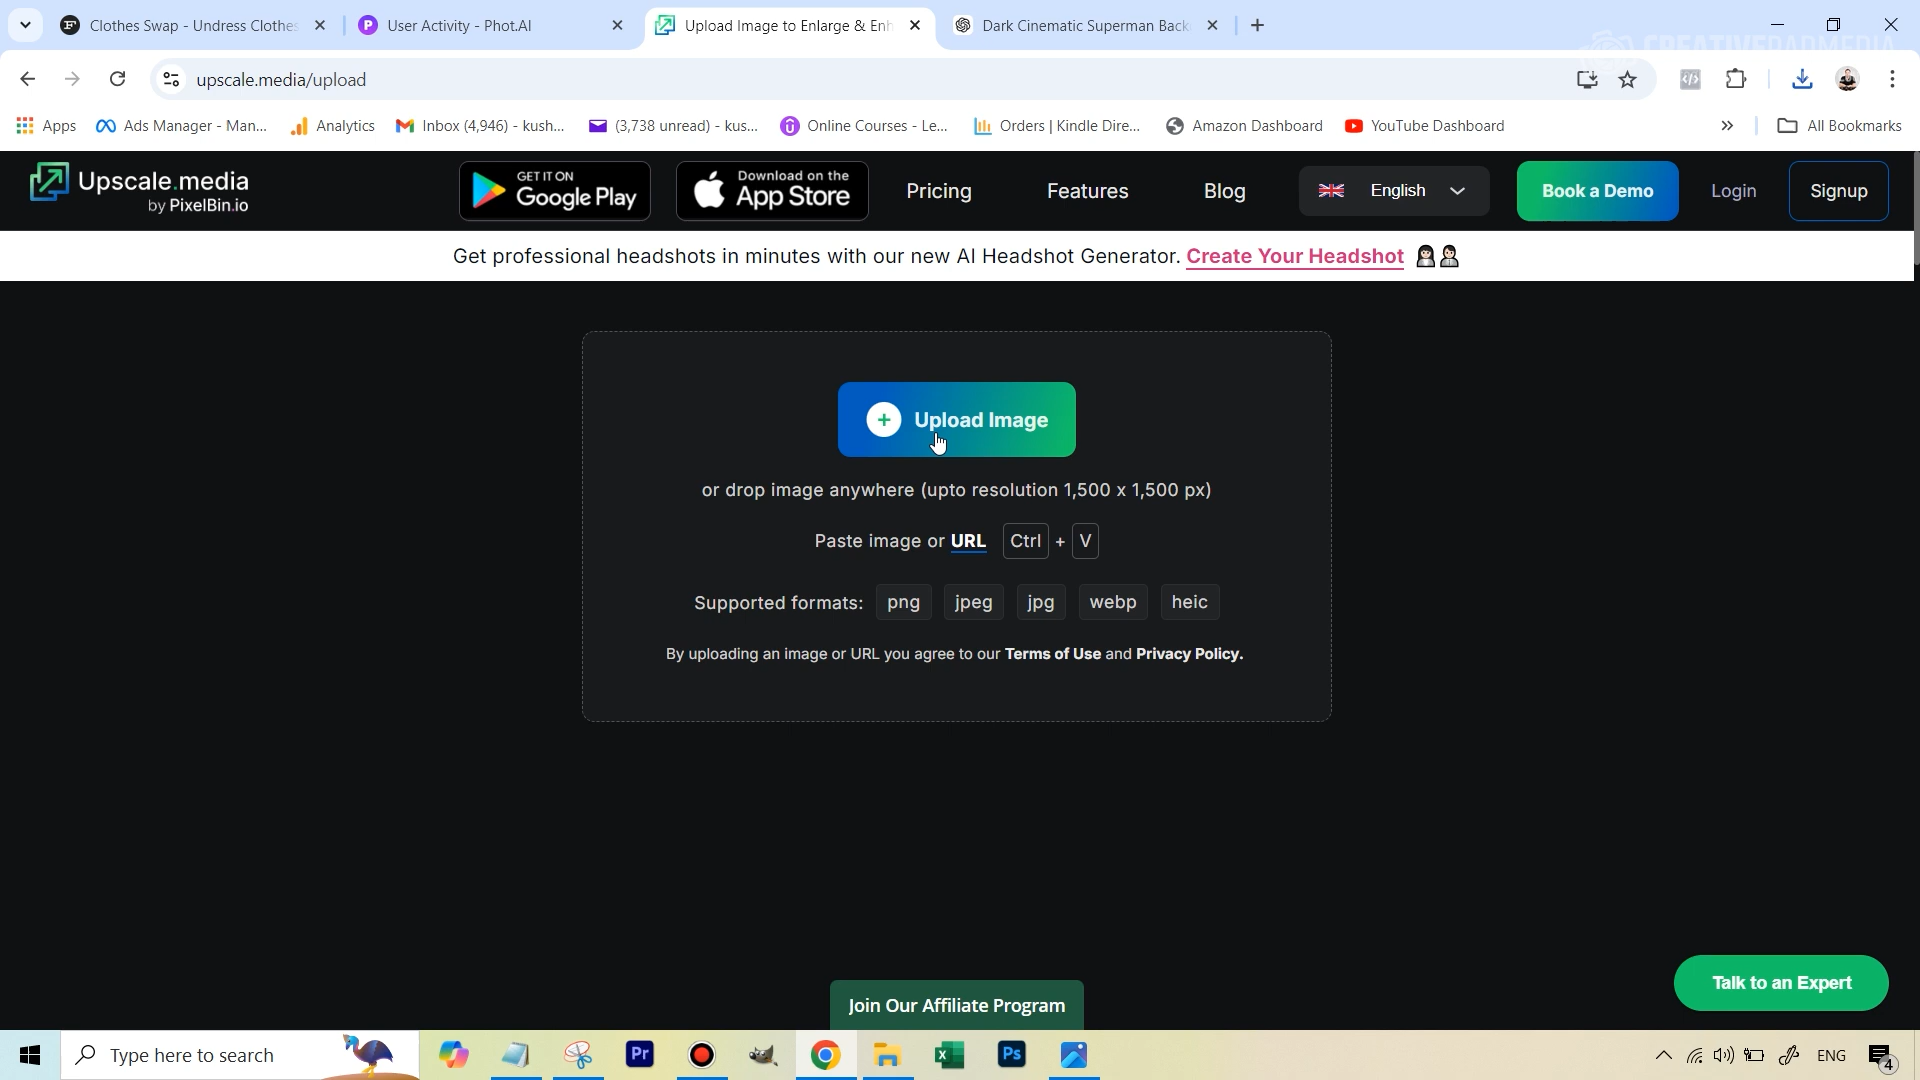 Clothes Swap - Undress Clothes
User Activity - Phot.AI
Upload Image to Enlarge & Enh
Dark Cinematic Superman Back
CREATIVEDADMEDIA
upscale.media/upload
Apps
Ads Manager - Man...
Analytics
Inbox (4,946) - kush...
(3,738 unread) - kus...
Online Courses - Le...
Orders | Kindle Dire...
Amazon Dashboard
YouTube Dashboard
All Bookmarks
Upscale.media
by PixelBin.io
GET IT ON
Google Play
Download on the
App Store
Pricing
Features
Blog
English
Book a Demo
Login
Signup
Get professional headshots in minutes with our new AI Headshot Generator. Create Your Headshot
Upload Image
or drop image anywhere (upto resolution 1,500 x 1,500 px)
Paste image or URL Ctrl + V
Supported formats: png jpeg jpg webp heic
By uploading an image or URL you agree to our Terms of Use and Privacy Policy.
Talk to an Expert
Join Our Affiliate Program
Type here to search
Pr
Ps
ENG
4